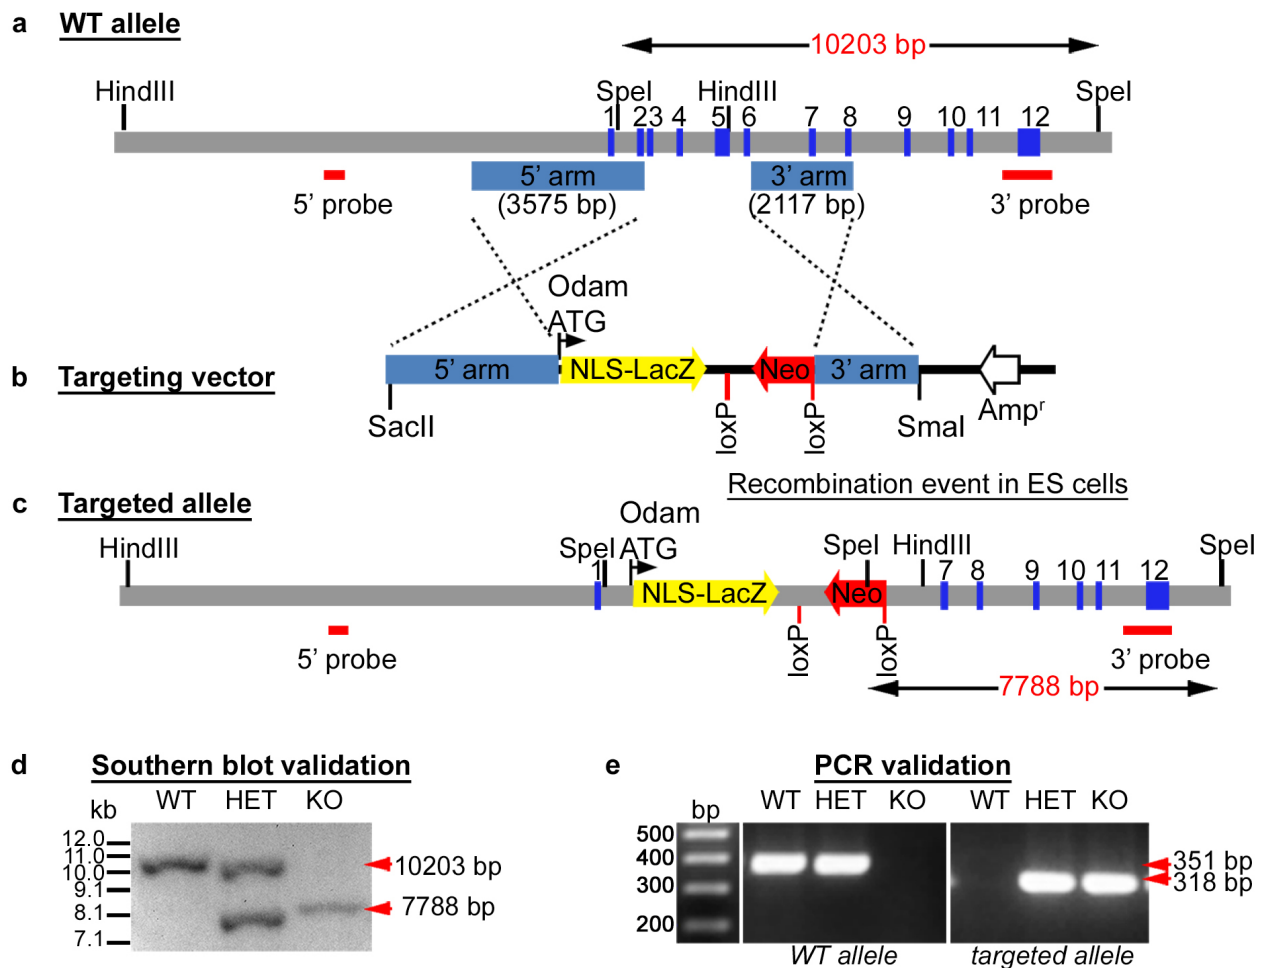 a WT allele
10203 bp
HindIII SpeI HindIII SpeI
1 2 3 4 5 6 7 8 9 10 11 12
5' arm 3' arm
5' probe (3575 bp) (2117 bp) 3' probe
Odam
ATG
b Targeting vector
5' arm NLS-LacZ Neo 3' arm
SacII loxP loxP SmaI Ampr
Recombination event in ES cells
c Targeted allele
Odam
HindIII SpeI ATG SpeI HindIII SpeI
1 7 8 9 10 11 12
NLS-LacZ Neo
5' probe loxP loxP 3' probe
7788 bp
d Southern blot validation
kb WT HET KO
12.0
11.0
10.0
9.1
8.1
7.1
10203 bp
7788 bp
e PCR validation
bp WT HET KO WT HET KO
500
400
300
200
351 bp
318 bp
WT allele targeted allele